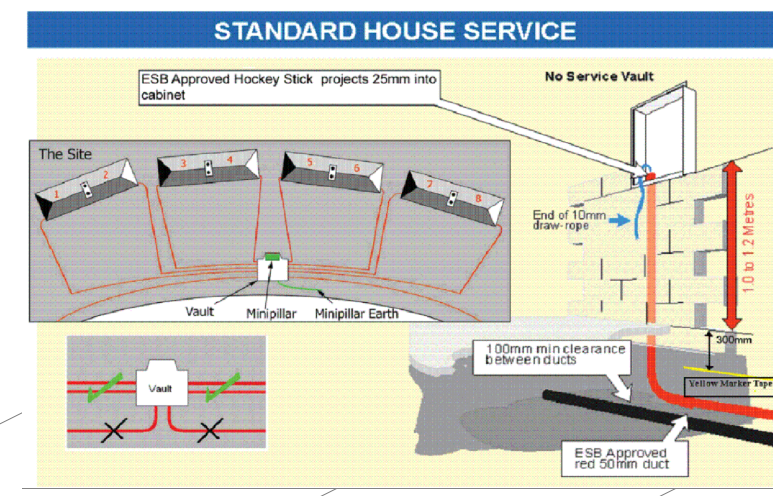 STANDARD HOUSE SERVICE
ESB Approved Hockey Stick projects 25mm into
cabinet
No Service Vault
The Site
1 2
3 4
5 6
2 8
Vault
Minipillar
Minipillar Earth
End of 10mm
draw-rope
1.0 to 1.2 Metres
300mm
Yellow Marker Tape
100mm min clearance
between ducts
ESB Approved
red 50mm duct
Vault